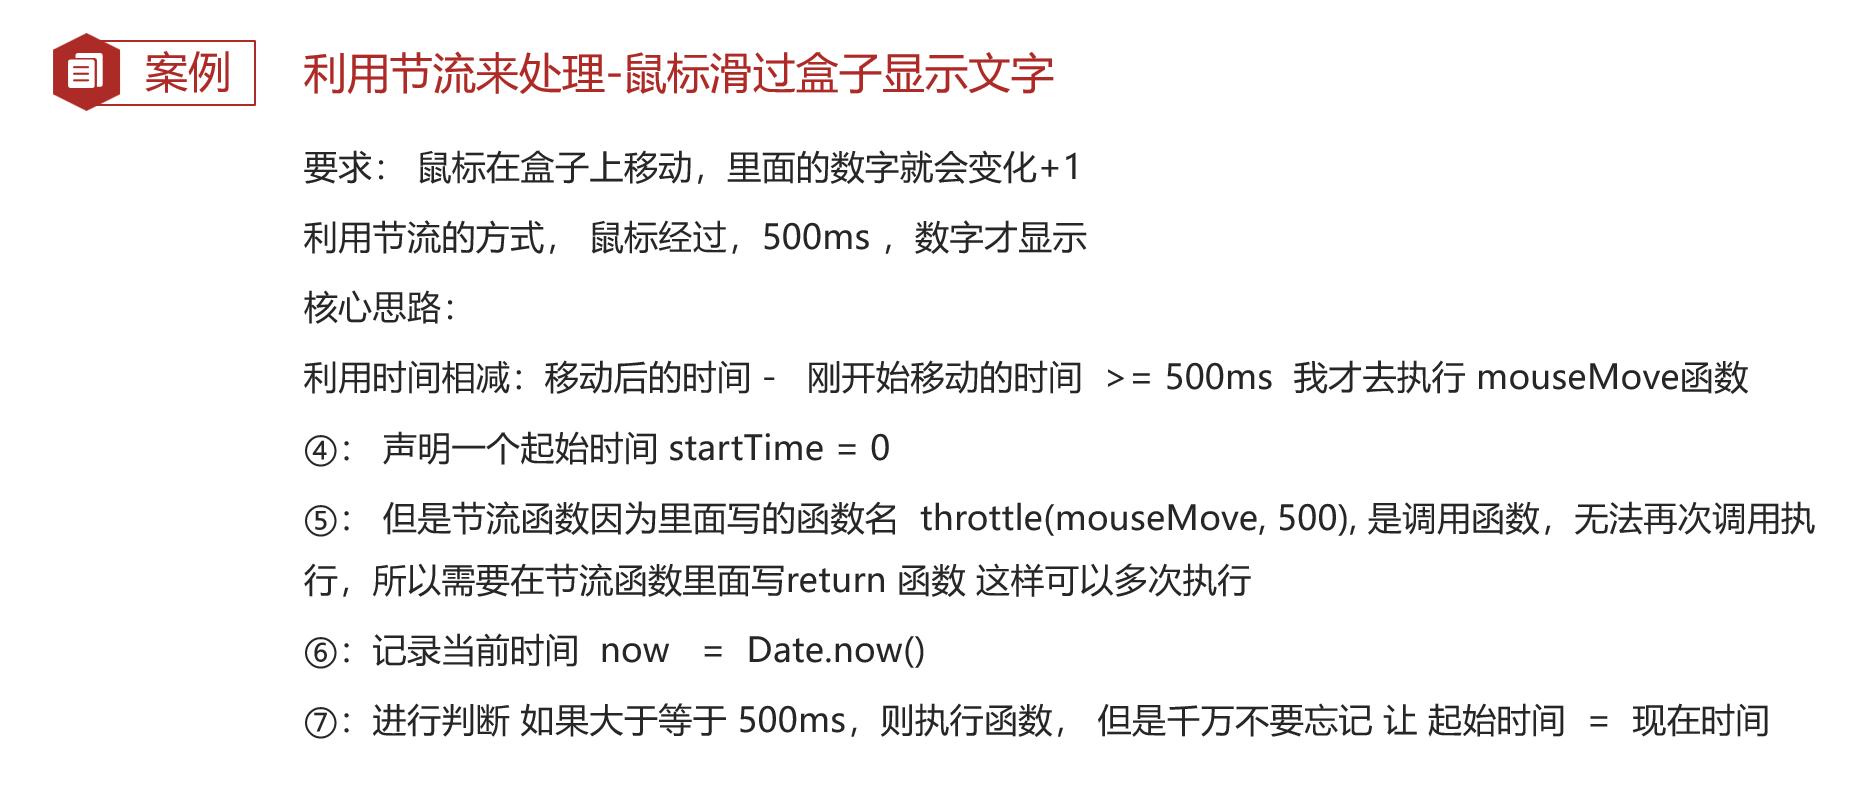 案例
利用节流来处理-鼠标滑过盒子显示文字
要求： 鼠标在盒子上移动，里面的数字就会变化+1
利用节流的方式， 鼠标经过，500ms ，数字才显示
核心思路：
利用时间相减：移动后的时间 - 刚开始移动的时间 >= 500ms 我才去执行 mouseMove函数
④： 声明一个起始时间 startTime = 0
⑤： 但是节流函数因为里面写的函数名 throttle(mouseMove, 500), 是调用函数，无法再次调用执
行，所以需要在节流函数里面写return 函数 这样可以多次执行
⑥：记录当前时间 now = Date.now()
⑦：进行判断 如果大于等于 500ms，则执行函数， 但是千万不要忘记 让 起始时间 = 现在时间